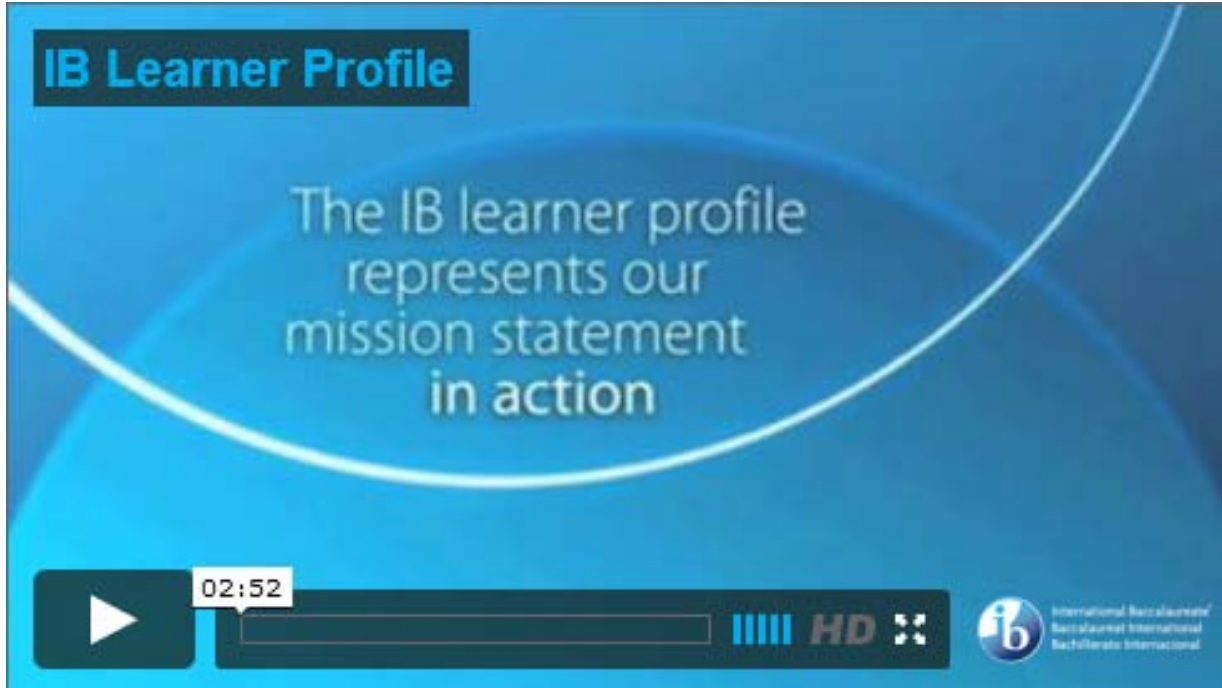 IB Learner Profile
The IB learner profile
represents our
mission statement
in action
02:52
HD
ib
International Baccalaureate®
Baccalauréat International
Bachillerato Internacional